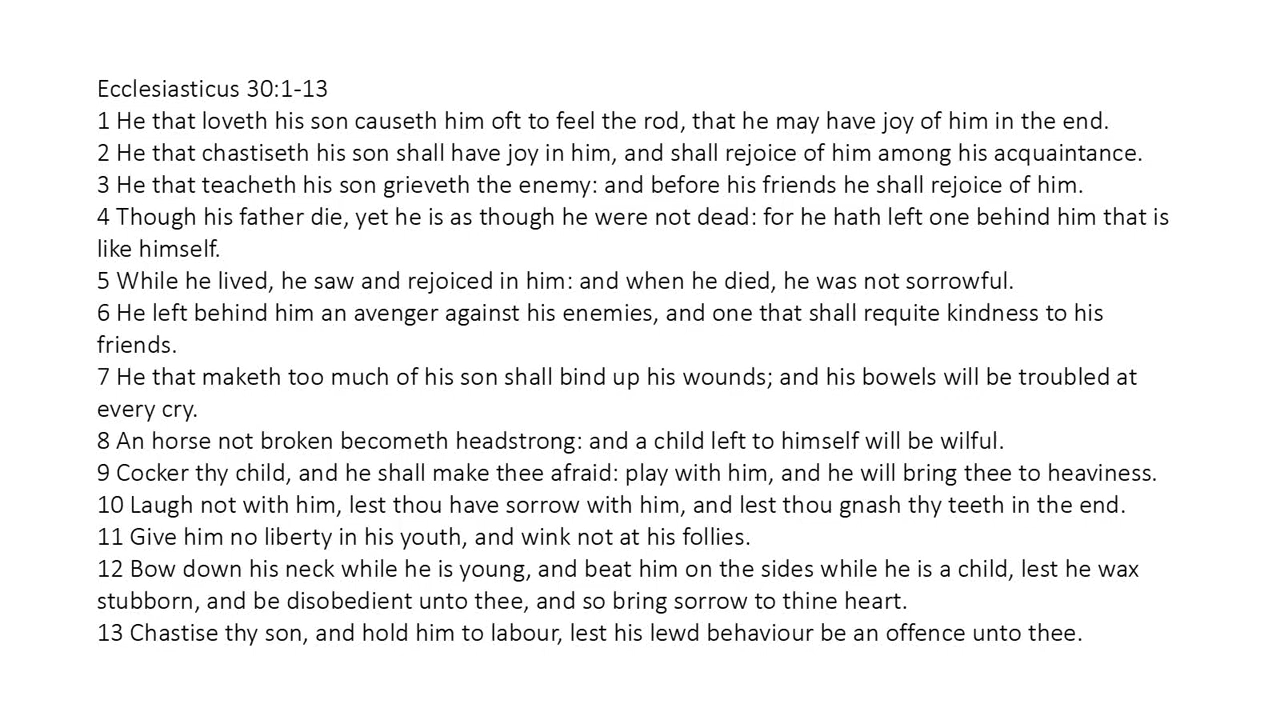 Ecclesiasticus 30:1-13
1 He that loveth his son causeth him oft to feel the rod, that he may have joy of him in the end.
2 He that chastiseth his son shall have joy in him, and shall rejoice of him among his acquaintance.
3 He that teacheth his son grieveth the enemy: and before his friends he shall rejoice of him.
4 Though his father die, yet he is as though he were not dead: for he hath left one behind him that is
like himself.
5 While he lived, he saw and rejoiced in him: and when he died, he was not sorrowful.
6 He left behind him an avenger against his enemies, and one that shall requite kindness to his
friends.
7 He that maketh too much of his son shall bind up his wounds; and his bowels will be troubled at
every cry.
8 An horse not broken becometh headstrong: and a child left to himself will be wilful.
9 Cocker thy child, and he shall make thee afraid: play with him, and he will bring thee to heaviness.
10 Laugh not with him, lest thou have sorrow with him, and lest thou gnash thy teeth in the end.
11 Give him no liberty in his youth, and wink not at his follies.
12 Bow down his neck while he is young, and beat him on the sides while he is a child, lest he wax
stubborn, and be disobedient unto thee, and so bring sorrow to thine heart.
13 Chastise thy son, and hold him to labour, lest his lewd behaviour be an offence unto thee.